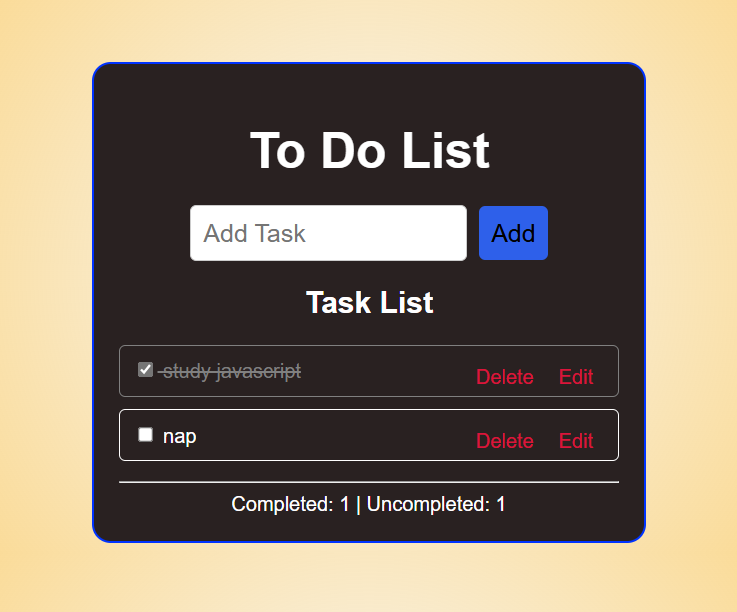 To Do List
Add Task Add
Task List
study javascript Delete Edit
nap Delete Edit
Completed: 1 | Uncompleted: 1